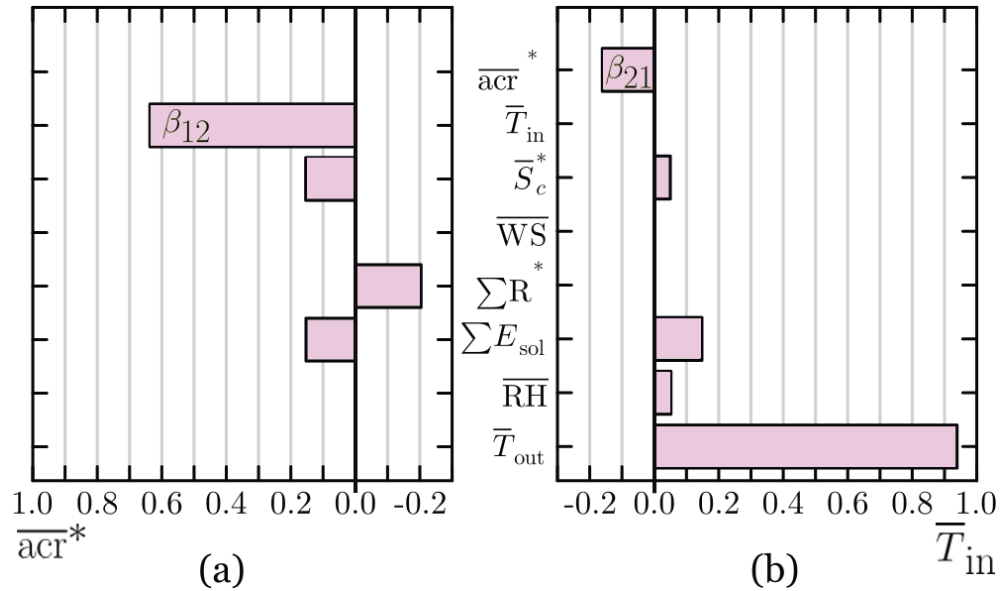 acr*
β21
β12
T̅in
S̅c*
WS
∑R*
∑Esol
RH
T̅out
1.0 0.8 0.6 0.4 0.2 0.0 -0.2
-0.2 0.0 0.2 0.4 0.6 0.8 1.0
acr*
T̅in
(a)
(b)